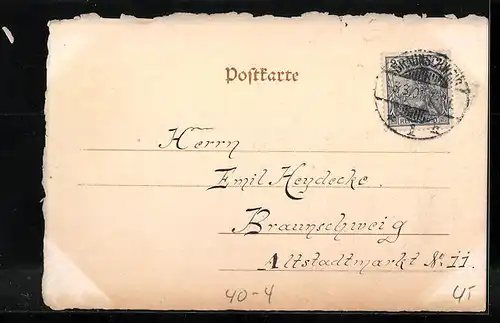 Postkarte
Herrn
Emil Heydecke.
Braunschweig
Altstadtmarkt No. 11.
40-4
45